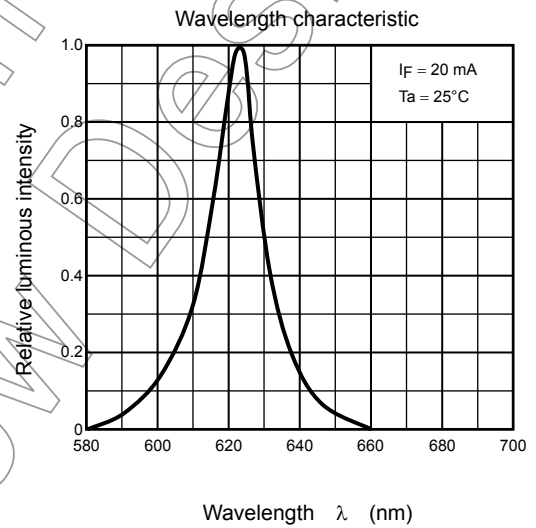 Wavelength characteristic
IF = 20 mA
Ta = 25°C
Relative luminous intensity
1.0
0.8
0.6
0.4
0.2
0
580 600 620 640 660 680 700
Wavelength λ (nm)